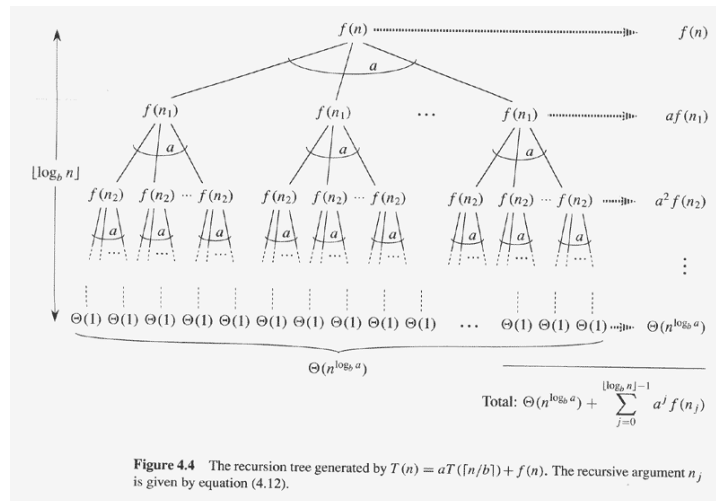 f(n) f(n)
a
f(n₁) f(n₁) ... f(n₁) af(n₁)
a a a
⌊log_b n⌋
f(n₂) f(n₂) ... f(n₂) f(n₂) f(n₂) ... f(n₂) f(n₂) f(n₂) ... f(n₂) a² f(n₂)
a a a a a a a a a
... ... ... ... ... ... ... ... ...
⋮
Θ(1) Θ(1) Θ(1) Θ(1) Θ(1) Θ(1) Θ(1) Θ(1) Θ(1) Θ(1) ... Θ(1) Θ(1) Θ(1) Θ(n^{log_b a})
Θ(n^{log_b a})
Total: Θ(n^{log_b a}) + ∑_{j=0}^{⌊log_b n⌋−1} a^j f(n_j)
Figure 4.4 The recursion tree generated by T(n) = aT(⌈n/b⌉) + f(n). The recursive argument n_j
is given by equation (4.12).